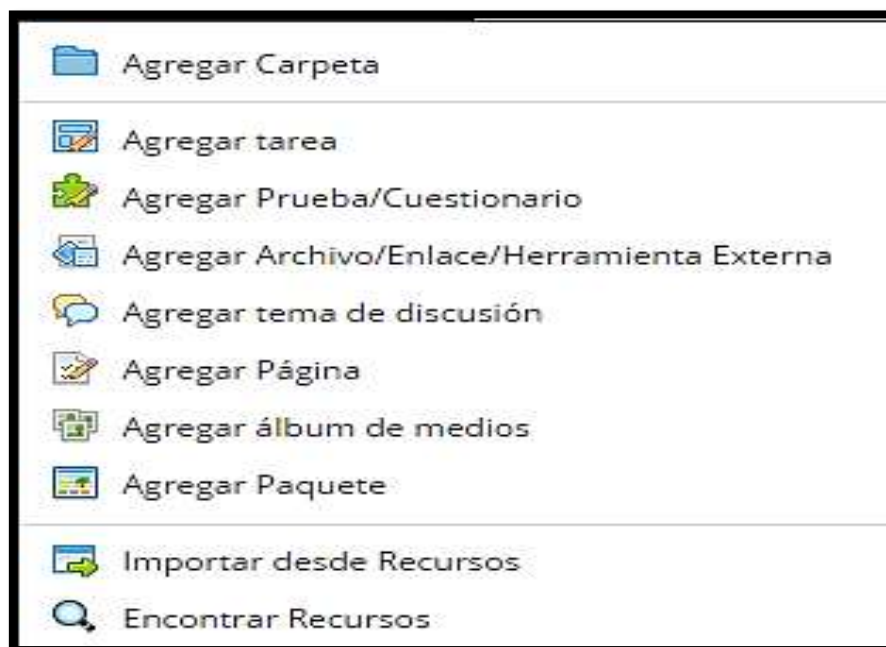 Agregar Carpeta
Agregar tarea
Agregar Prueba/Cuestionario
Agregar Archivo/Enlace/Herramienta Externa
Agregar tema de discusión
Agregar Página
Agregar álbum de medios
Agregar Paquete
Importar desde Recursos
Encontrar Recursos